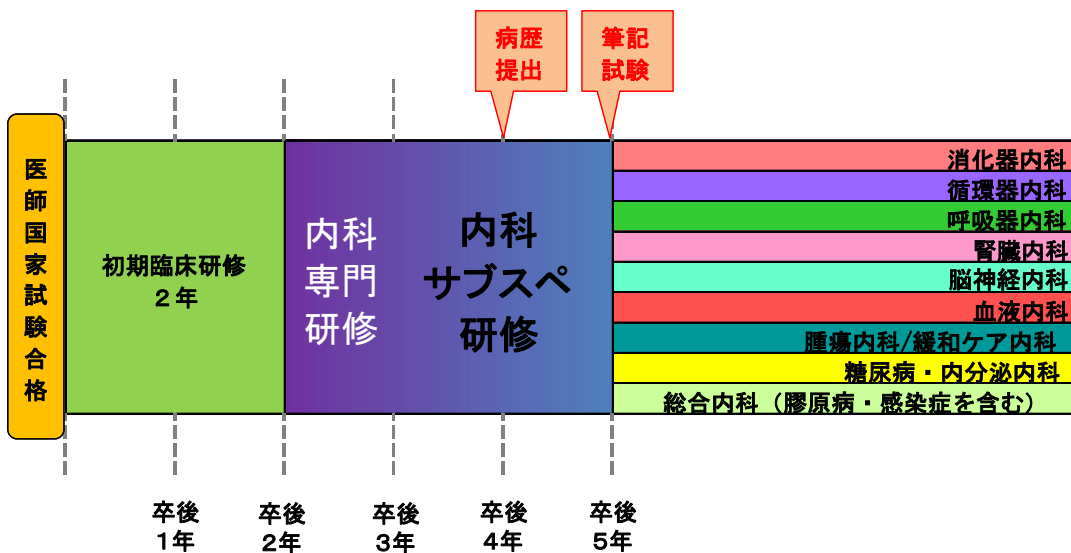 病歴
提出
筆記
試験
医師国家試験合格
初期臨床研修
２年
内科
専門
研修
内科
サブスペ
研修
消化器内科
循環器内科
呼吸器内科
腎臓内科
脳神経内科
血液内科
腫瘍内科/緩和ケア内科
糖尿病・内分泌内科
総合内科（膠原病・感染症を含む）
卒後
1年
卒後
2年
卒後
3年
卒後
4年
卒後
5年